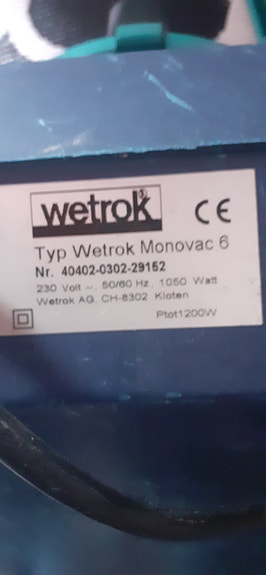 wetrok®
CE
Typ Wetrok Monovac 6
Nr. 40402-0302-29152
230 Volt ~. 50/60 Hz. 1050 Watt
Wetrok AG. CH-8302 Kloten
Ptot1200W